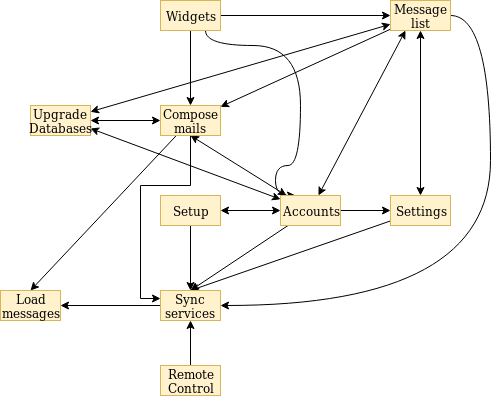 Widgets
Message
list
Upgrade
Databases
Compose
mails
Setup
Accounts
Settings
Load
messages
Sync
services
Remote
Control